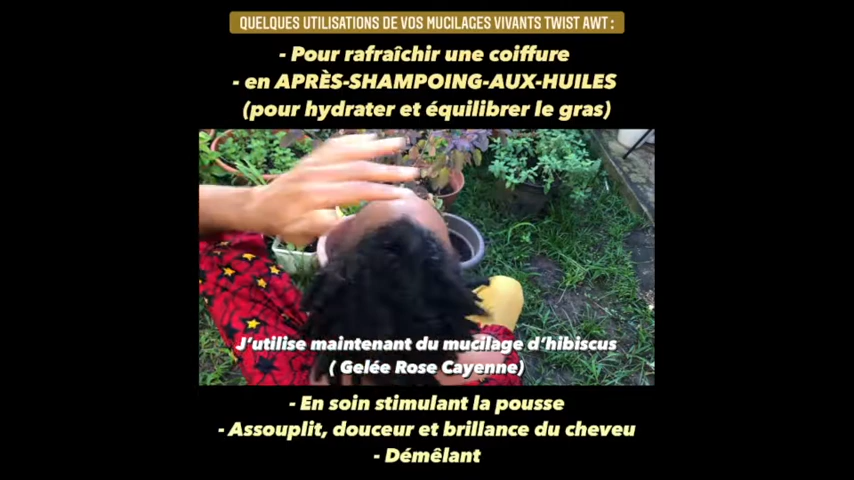 QUELQUES UTILISATIONS DE VOS MUCILAGES VIVANTS TWIST AWT :
- Pour rafraîchir une coiffure
- en APRÈS-SHAMPOING-AUX-HUILES
(pour hydrater et équilibrer le gras)
J'utilise maintenant du mucilage d'hibiscus
( Gelée Rose Cayenne)
- En soin stimulant la pousse
- Assouplit, douceur et brillance du cheveu
- Démêlant